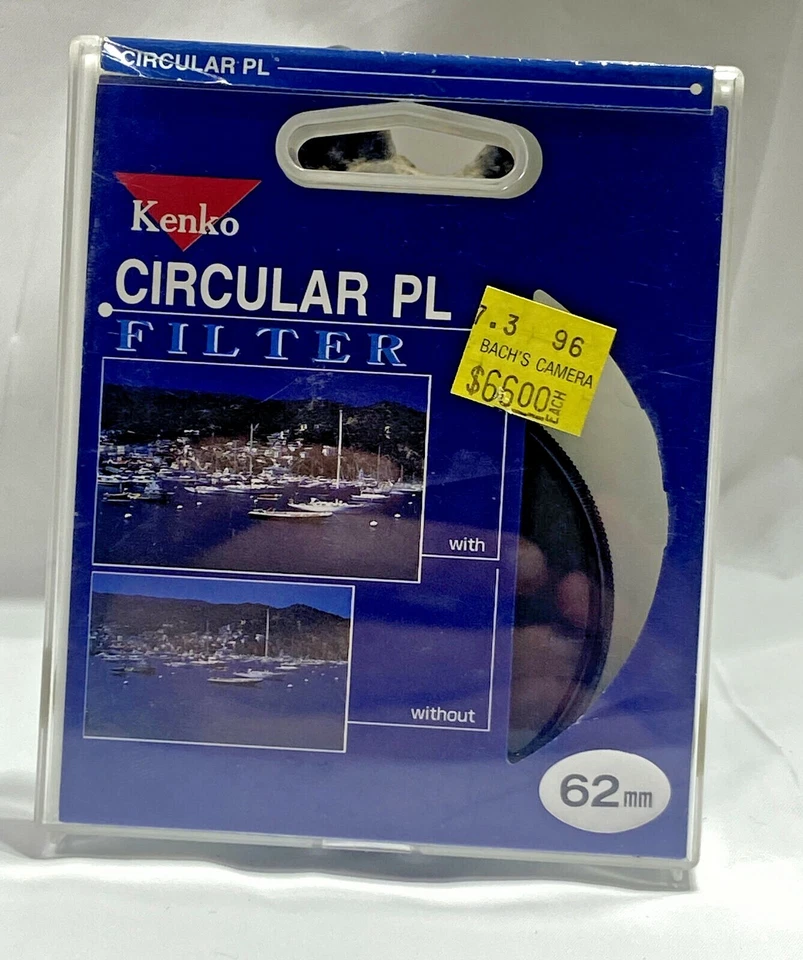 CIRCULAR PL
Kenko
CIRCULAR PL
FILTER
7.3 96
BACH'S CAMERA
$6600 EACH
with
without
62mm